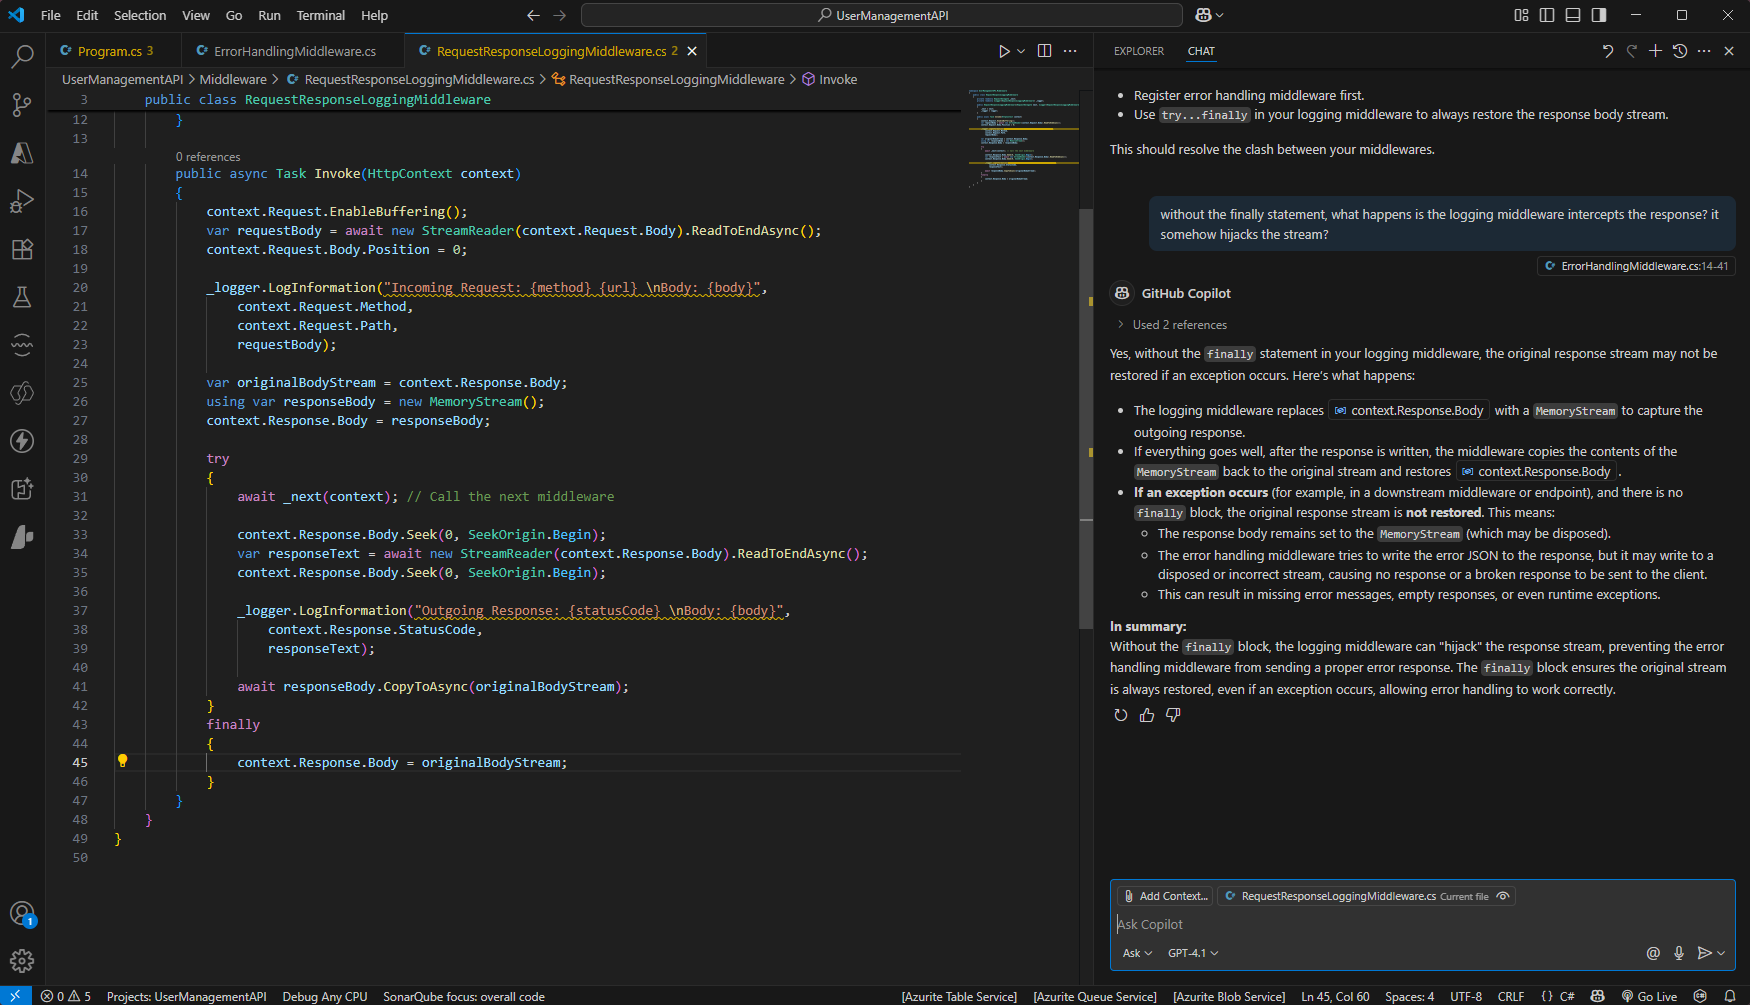 File Edit Selection View Go Run Terminal Help
UserManagementAPI
Program.cs 3
ErrorHandlingMiddleware.cs
RequestResponseLoggingMiddleware.cs 2
EXPLORER CHAT
UserManagementAPI > Middleware > RequestResponseLoggingMiddleware.cs > RequestResponseLoggingMiddleware > Invoke
3 public class RequestResponseLoggingMiddleware
12 }
13
0 references
14 public async Task Invoke(HttpContext context)
15 {
16 context.Request.EnableBuffering();
17 var requestBody = await new StreamReader(context.Request.Body).ReadToEndAsync();
18 context.Request.Body.Position = 0;
19
20 _logger.LogInformation("Incoming Request: {method} {url} \nBody: {body}",
21 context.Request.Method,
22 context.Request.Path,
23 requestBody);
24
25 var originalBodyStream = context.Response.Body;
26 using var responseBody = new MemoryStream();
27 context.Response.Body = responseBody;
28
29 try
30 {
31 await _next(context); // Call the next middleware
32
33 context.Response.Body.Seek(0, SeekOrigin.Begin);
34 var responseText = await new StreamReader(context.Response.Body).ReadToEndAsync();
35 context.Response.Body.Seek(0, SeekOrigin.Begin);
36
37 _logger.LogInformation("Outgoing Response: {statusCode} \nBody: {body}",
38 context.Response.StatusCode,
39 responseText);
40
41 await responseBody.CopyToAsync(originalBodyStream);
42 }
43 finally
44 {
45 context.Response.Body = originalBodyStream;
46 }
47 }
48 }
49 }
50
• Register error handling middleware first.
• Use try...finally in your logging middleware to always restore the response body stream.
This should resolve the clash between your middlewares.
without the finally statement, what happens is the logging middleware intercepts the response? it
somehow hijacks the stream?
ErrorHandlingMiddleware.cs:14-41
GitHub Copilot
> Used 2 references
Yes, without the finally statement in your logging middleware, the original response stream may not be
restored if an exception occurs. Here's what happens:
• The logging middleware replaces context.Response.Body with a MemoryStream to capture the
outgoing response.
• If everything goes well, after the response is written, the middleware copies the contents of the
MemoryStream back to the original stream and restores context.Response.Body .
• If an exception occurs (for example, in a downstream middleware or endpoint), and there is no
finally block, the original response stream is not restored. This means:
○ The response body remains set to the MemoryStream (which may be disposed).
○ The error handling middleware tries to write the error JSON to the response, but it may write to a
disposed or incorrect stream, causing no response or a broken response to be sent to the client.
○ This can result in missing error messages, empty responses, or even runtime exceptions.
In summary:
Without the finally block, the logging middleware can "hijack" the response stream, preventing the error
handling middleware from sending a proper error response. The finally block ensures the original stream
is always restored, even if an exception occurs, allowing error handling to work correctly.
Add Context... RequestResponseLoggingMiddleware.cs Current file
Ask Copilot
Ask GPT-4.1 @
1
0 5 Projects: UserManagementAPI Debug Any CPU SonarQube focus: overall code [Azurite Table Service] [Azurite Queue Service] [Azurite Blob Service] Ln 45, Col 60 Spaces: 4 UTF-8 CRLF {} C# Go Live